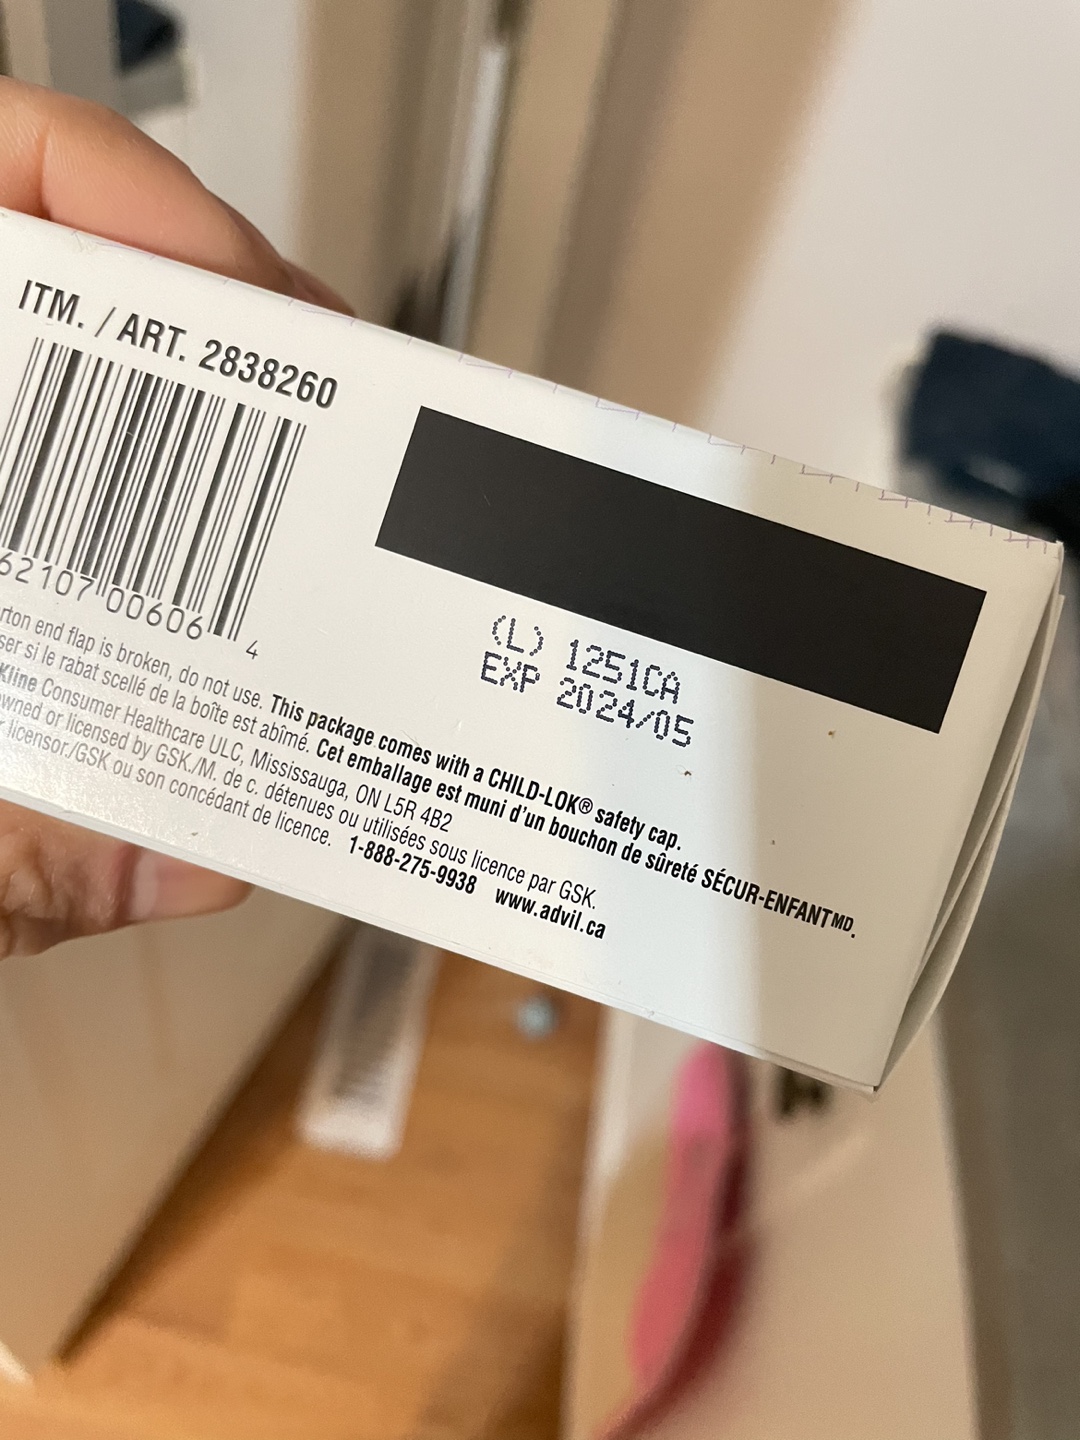 ITM. / ART. 2838260
62107 00606 4
(L) 1251CA
EXP 2024/05
end flap is broken, do not use. This package comes with a CHILD-LOK® safety cap.
si le rabat scellé de la boîte est abîmé. Cet emballage est muni d'un bouchon de sûreté SÉCUR-ENFANTᴹᴰ.
Kline Consumer Healthcare ULC, Mississauga, ON L5R 4B2
or licensed by GSK./M. de c. détenues ou utilisées sous licence par GSK.
licensor./GSK ou son concédant de licence. 1-888-275-9938 www.advil.ca